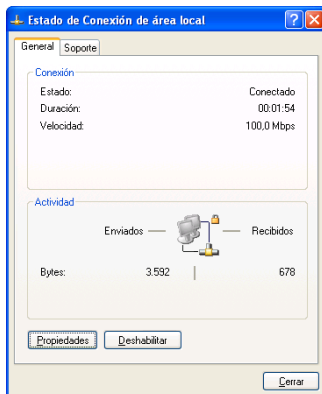 Estado de Conexión de área local
General Soporte
Conexión
Estado: Conectado
Duración: 00:01:54
Velocidad: 100,0 Mbps
Actividad
Enviados Recibidos
Bytes: 3.592 678
Propiedades Deshabilitar
Cerrar